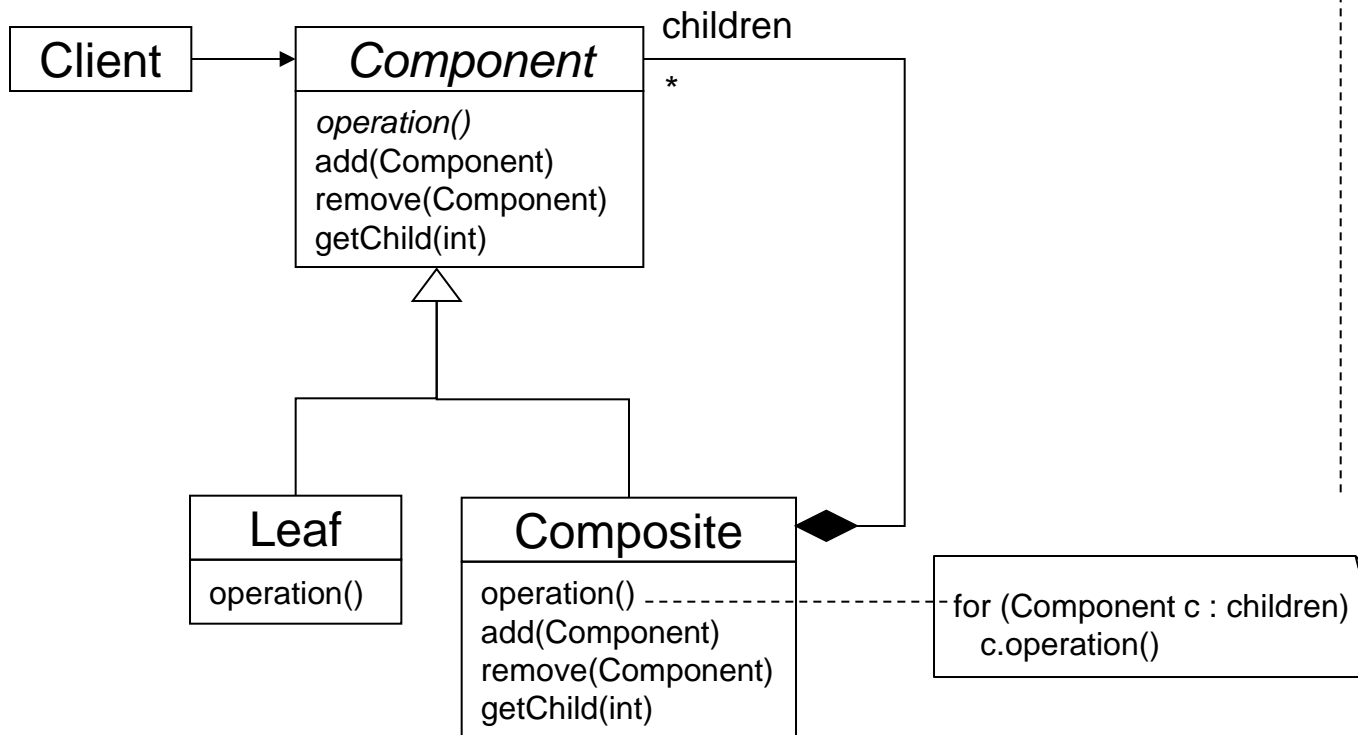 children
Client
Component
*
operation()
add(Component)
remove(Component)
getChild(int)
Leaf
operation()
Composite
operation()
add(Component)
remove(Component)
getChild(int)
for (Component c : children)
c.operation()